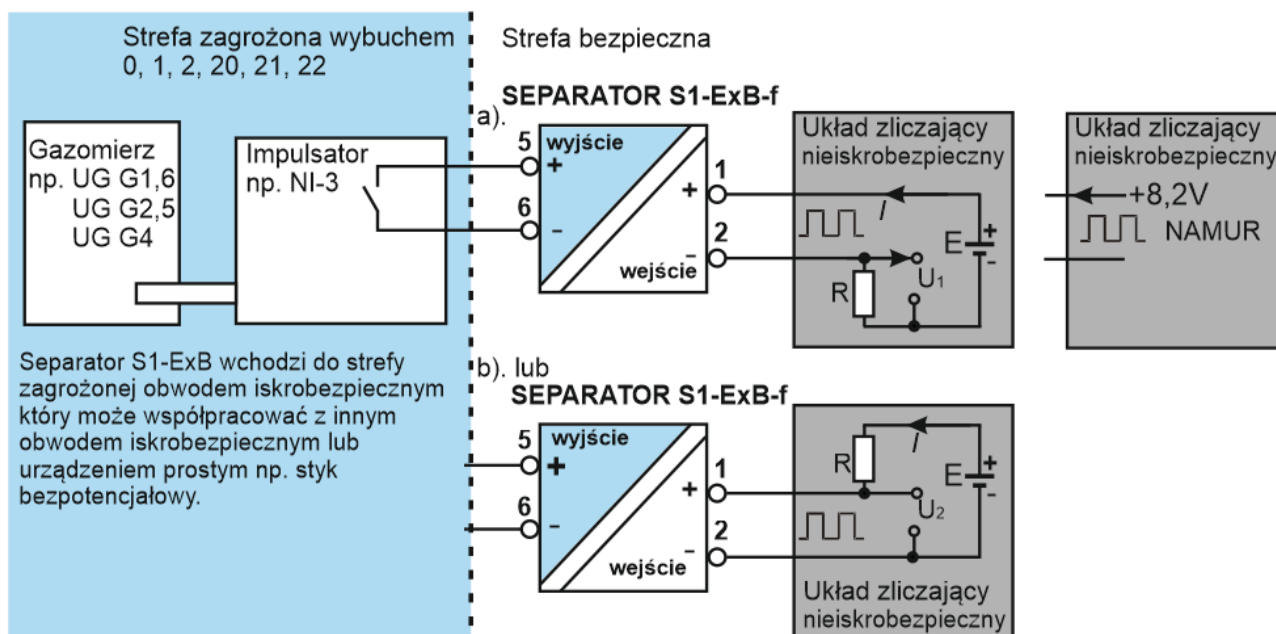 Strefa zagrożona wybuchem
0, 1, 2, 20, 21, 22
Strefa bezpieczna
Gazomierz
np. UG G1,6
UG G2,5
UG G4
Impulsator
np. NI-3
SEPARATOR S1-ExB-f
a).
5
wyjście
+
6
-
1
+
2
-
wejście
Układ zliczający
nieiskrobezpieczny
I
E
+
-
R
U1
Układ zliczający
nieiskrobezpieczny
+8,2V
NAMUR
Separator S1-ExB wchodzi do strefy
zagrożonej obwodem iskrobezpiecznym
który może współpracować z innym
obwodem iskrobezpiecznym lub
urządzeniem prostym np. styk
bezpotencjałowy.
b). lub
SEPARATOR S1-ExB-f
5
wyjście
+
6
-
1
+
2
-
wejście
R
I
E
+
-
U2
Układ zliczający
nieiskrobezpieczny